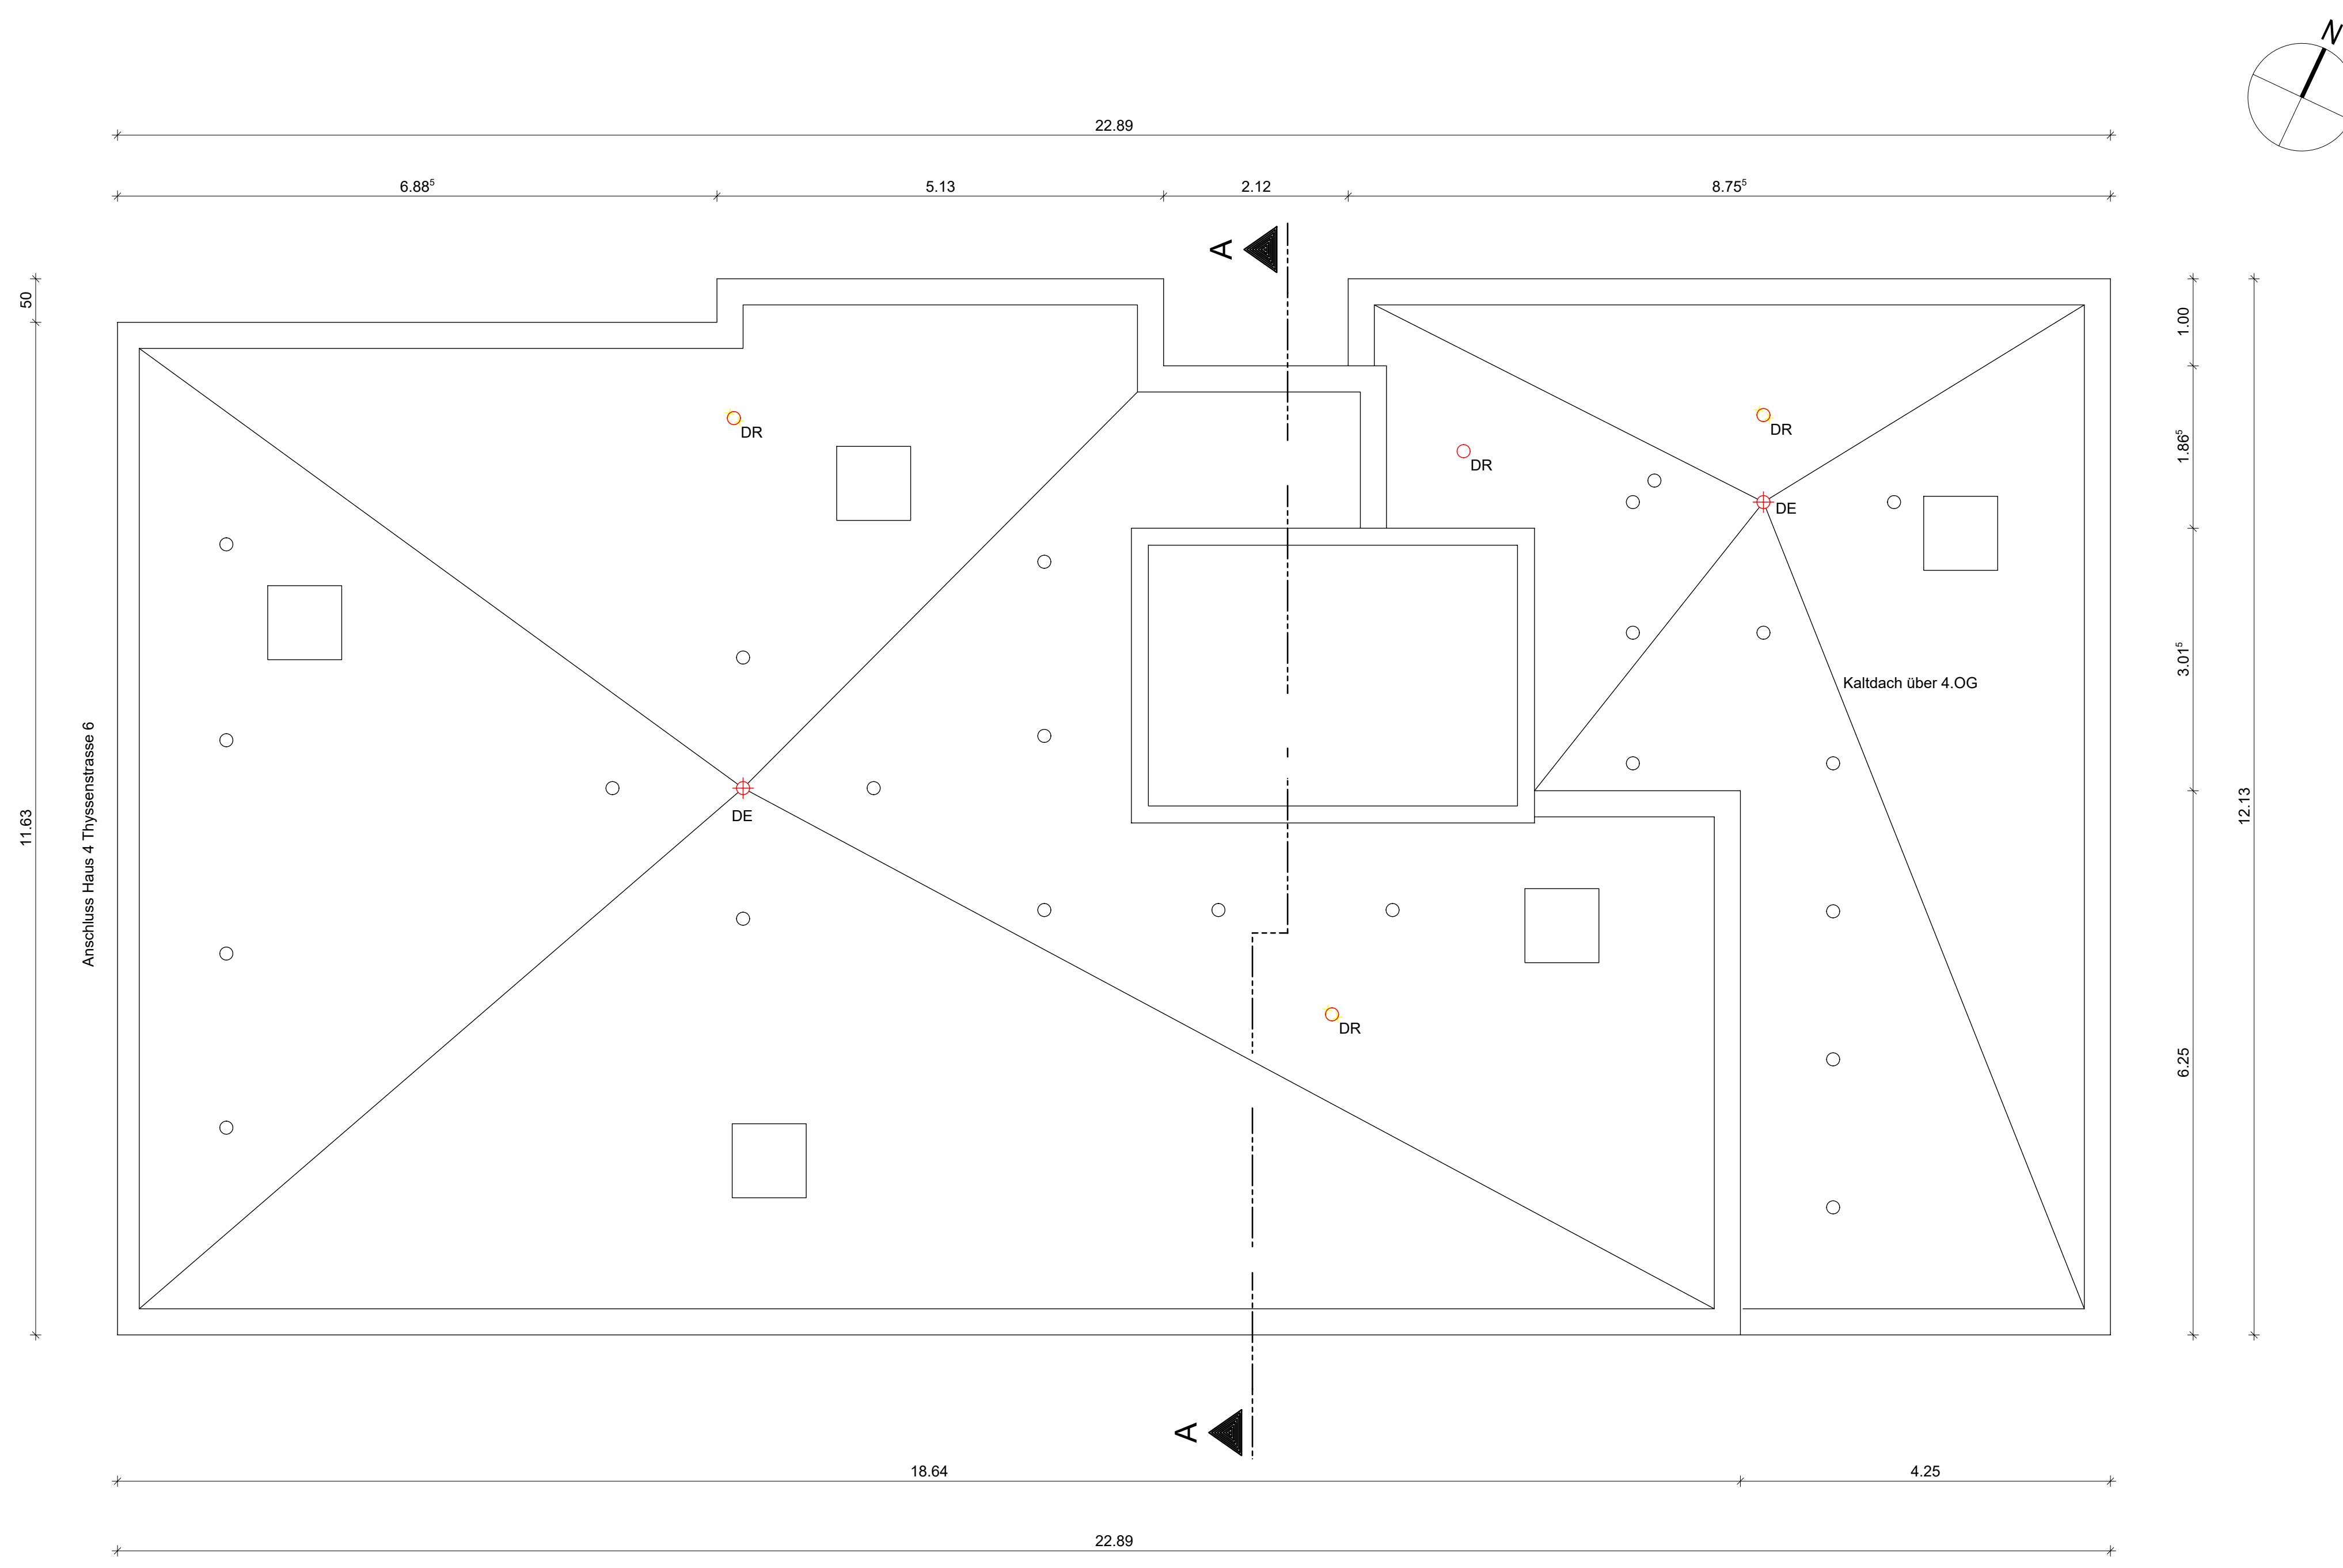 N
22.89
6.88⁵
5.13
2.12
8.75⁵
A
50
1.00
DR
DR
1.86⁵
DR
DE
3.01⁵
Kaltdach über 4.OG
Anschluss Haus 4 Thyssenstrasse 6
11.63
DE
12.13
DR
6.25
A
18.64
4.25
22.89